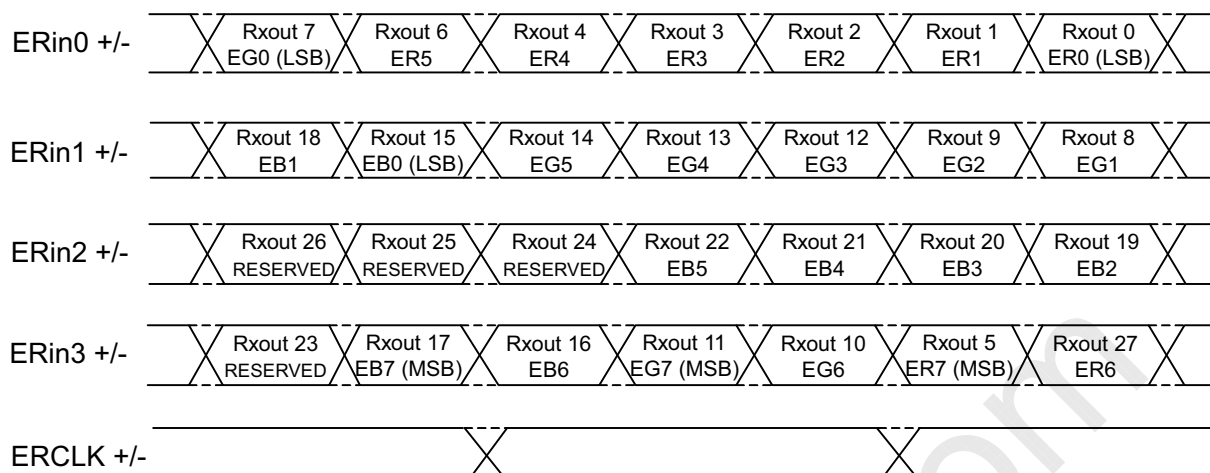 ERin0 +/-
Rxout 7 Rxout 6 Rxout 4 Rxout 3 Rxout 2 Rxout 1 Rxout 0
EG0 (LSB) ER5 ER4 ER3 ER2 ER1 ER0 (LSB)
ERin1 +/-
Rxout 18 Rxout 15 Rxout 14 Rxout 13 Rxout 12 Rxout 9 Rxout 8
EB1 EB0 (LSB) EG5 EG4 EG3 EG2 EG1
ERin2 +/-
Rxout 26 Rxout 25 Rxout 24 Rxout 22 Rxout 21 Rxout 20 Rxout 19
RESERVED RESERVED RESERVED EB5 EB4 EB3 EB2
ERin3 +/-
Rxout 23 Rxout 17 Rxout 16 Rxout 11 Rxout 10 Rxout 5 Rxout 27
RESERVED EB7 (MSB) EB6 EG7 (MSB) EG6 ER7 (MSB) ER6
ERCLK +/-
om